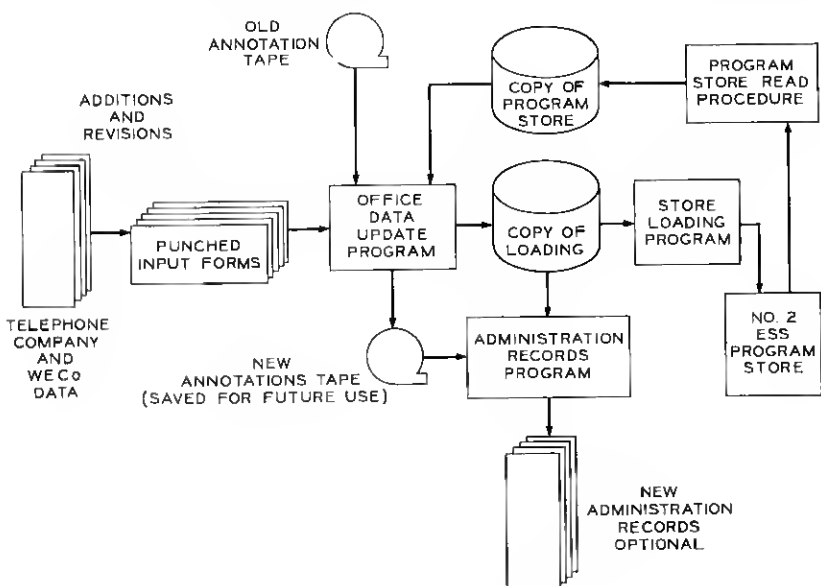 OLD
ANNOTATION
TAPE
COPY OF
PROGRAM
STORE
PROGRAM
STORE READ
PROCEDURE
ADDITIONS
AND
REVISIONS
PUNCHED
INPUT FORMS
OFFICE
DATA
UPDATE
PROGRAM
COPY OF
LOADING
STORE
LOADING
PROGRAM
TELEPHONE
COMPANY
AND
WECo
DATA
NEW
ANNOTATIONS TAPE
(SAVED FOR FUTURE USE)
ADMINISTRATION
RECORDS
PROGRAM
NO. 2
ESS
PROGRAM
STORE
NEW
ADMINISTRATION
RECORDS
OPTIONAL